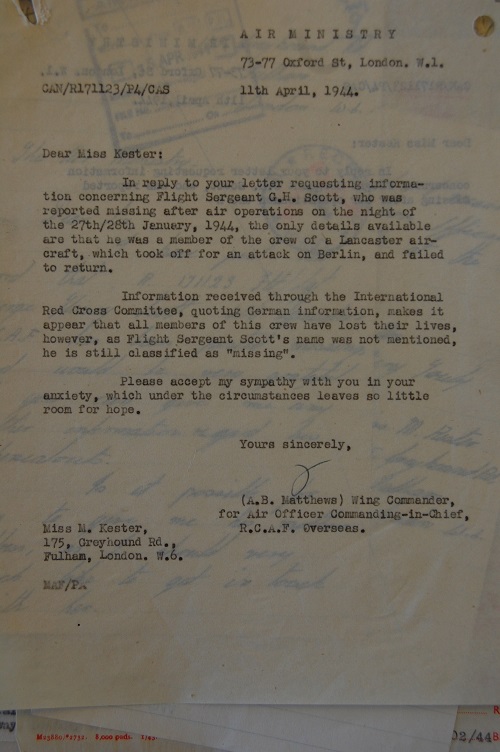 AIR MINISTRY
73-77 Oxford St, London. W.1.
CAN/R171123/P4/CAS
11th April, 1944.
Dear Miss Kester:
In reply to your letter requesting informa-
tion concerning Flight Sergeant G.H. Scott, who was
reported missing after air operations on the night of
the 27th/28th January, 1944, the only details available
are that he was a member of the crew of a Lancaster air-
craft, which took off for an attack on Berlin, and failed
to return.
Information received through the International
Red Cross Committee, quoting German information, makes it
appear that all members of this crew have lost their lives,
however, as Flight Sergeant Scott's name was not mentioned,
he is still classified as "missing".
Please accept my sympathy with you in your
anxiety, which under the circumstances leaves so little
room for hope.
Yours sincerely,
(A.B. Matthews) Wing Commander,
for Air Officer Commanding-in-Chief,
R.C.A.F. Overseas.
Miss M. Kester,
175, Greyhound Rd.,
Fulham, London. W.6.
MAF/PA
02/448